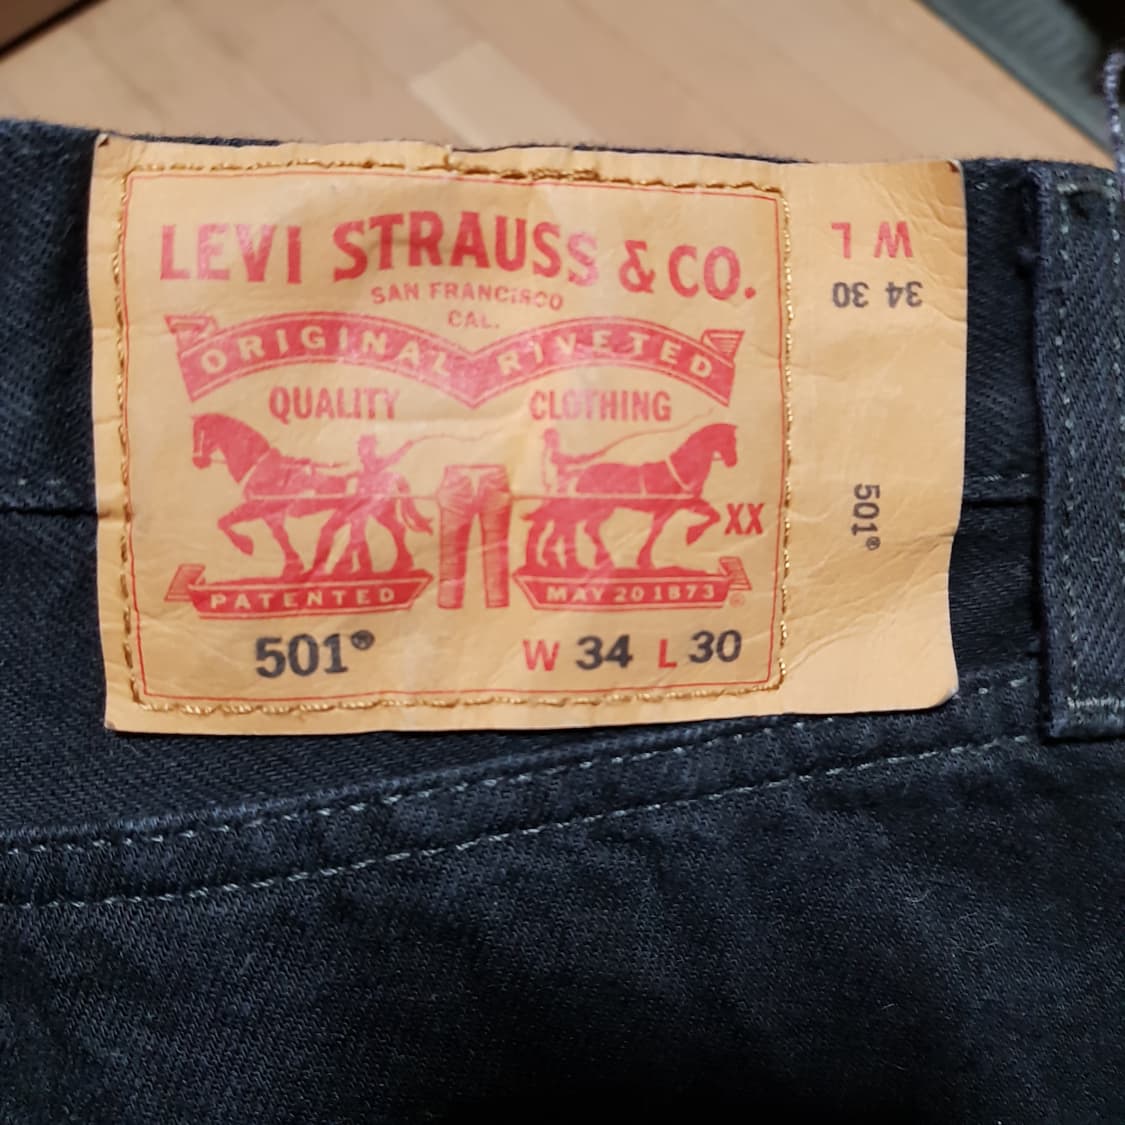 LEVI STRAUSS & CO.
SAN FRANCISCO
CAL.
ORIGINAL RIVETED
QUALITY CLOTHING
XX
PATENTED MAY 20 1873 ®
501® W 34 L 30
W L
34 30
501®